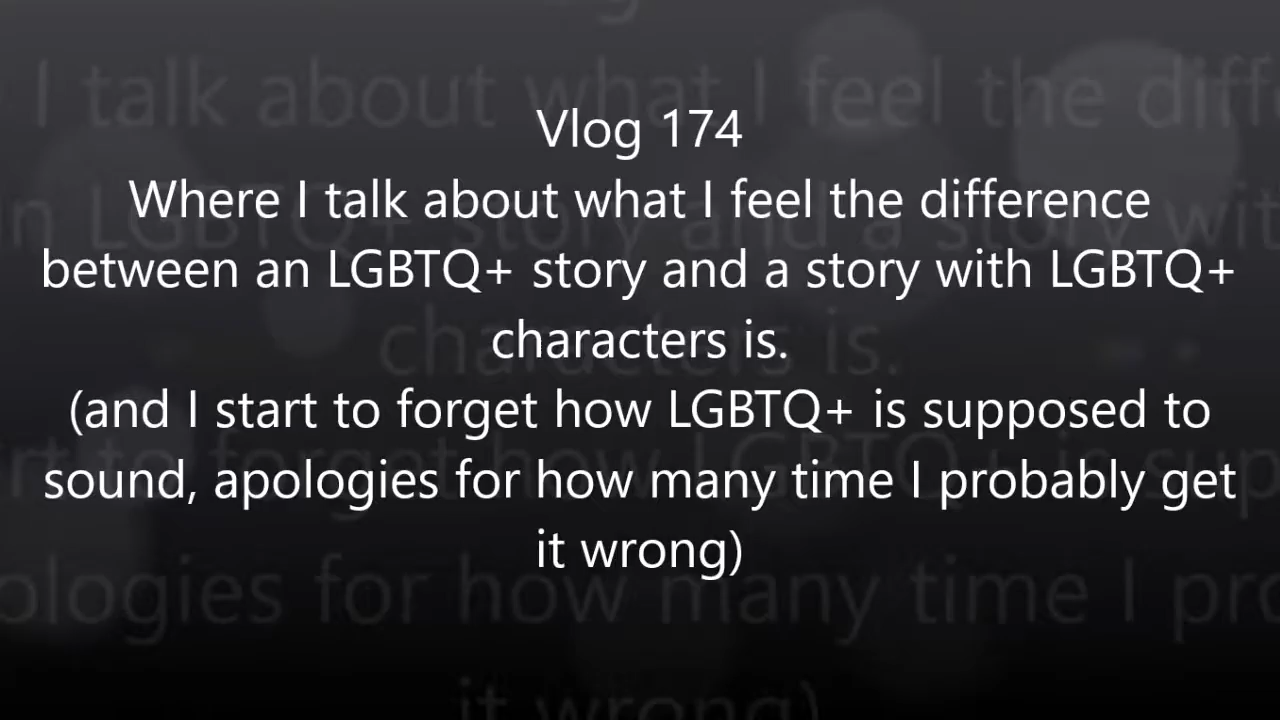 Vlog 174
Where I talk about what I feel the difference
between an LGBTQ+ story and a story with LGBTQ+
characters is.
(and I start to forget how LGBTQ+ is supposed to
sound, apologies for how many time I probably get
it wrong)